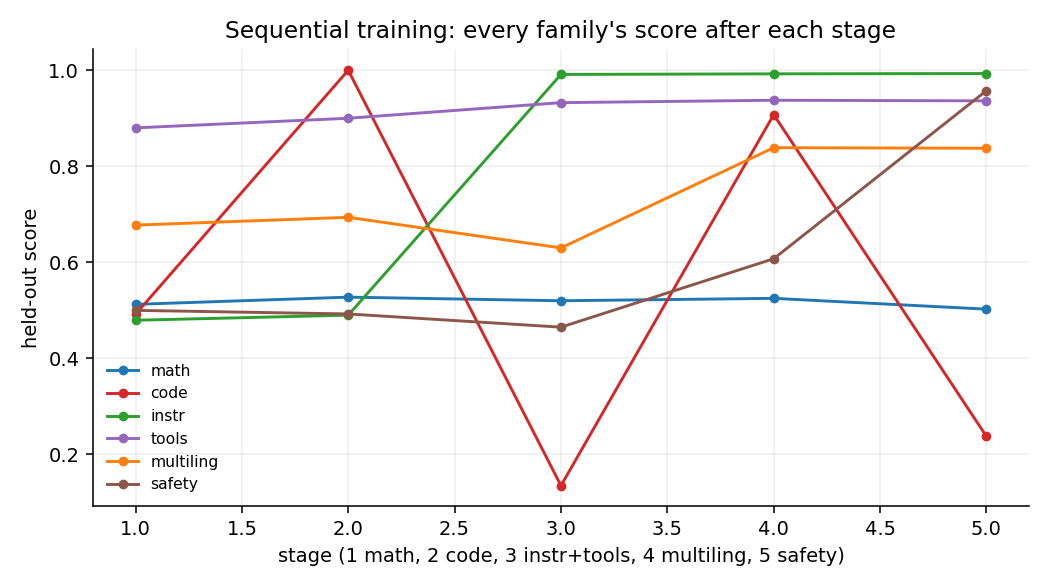 Sequential training: every family's score after each stage
held-out score
1.0
0.8
0.6
0.4
0.2
math
code
instr
tools
multiling
safety
1.0 1.5 2.0 2.5 3.0 3.5 4.0 4.5 5.0
stage (1 math, 2 code, 3 instr+tools, 4 multiling, 5 safety)